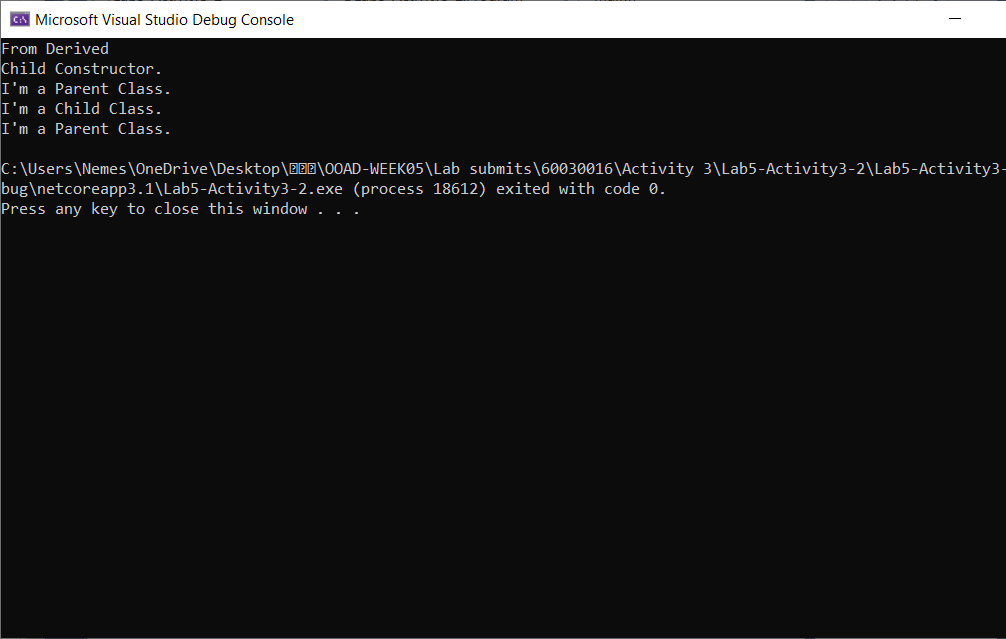 Microsoft Visual Studio Debug Console
From Derived
Child Constructor.
I'm a Parent Class.
I'm a Child Class.
I'm a Parent Class.
C:\Users\Nemes\OneDrive\Desktop\\OOAD-WEEK05\Lab submits\60030016\Activity 3\Lab5-Activity3-2\Lab5-Activity3-
bug\netcoreapp3.1\Lab5-Activity3-2.exe (process 18612) exited with code 0.
Press any key to close this window . . .